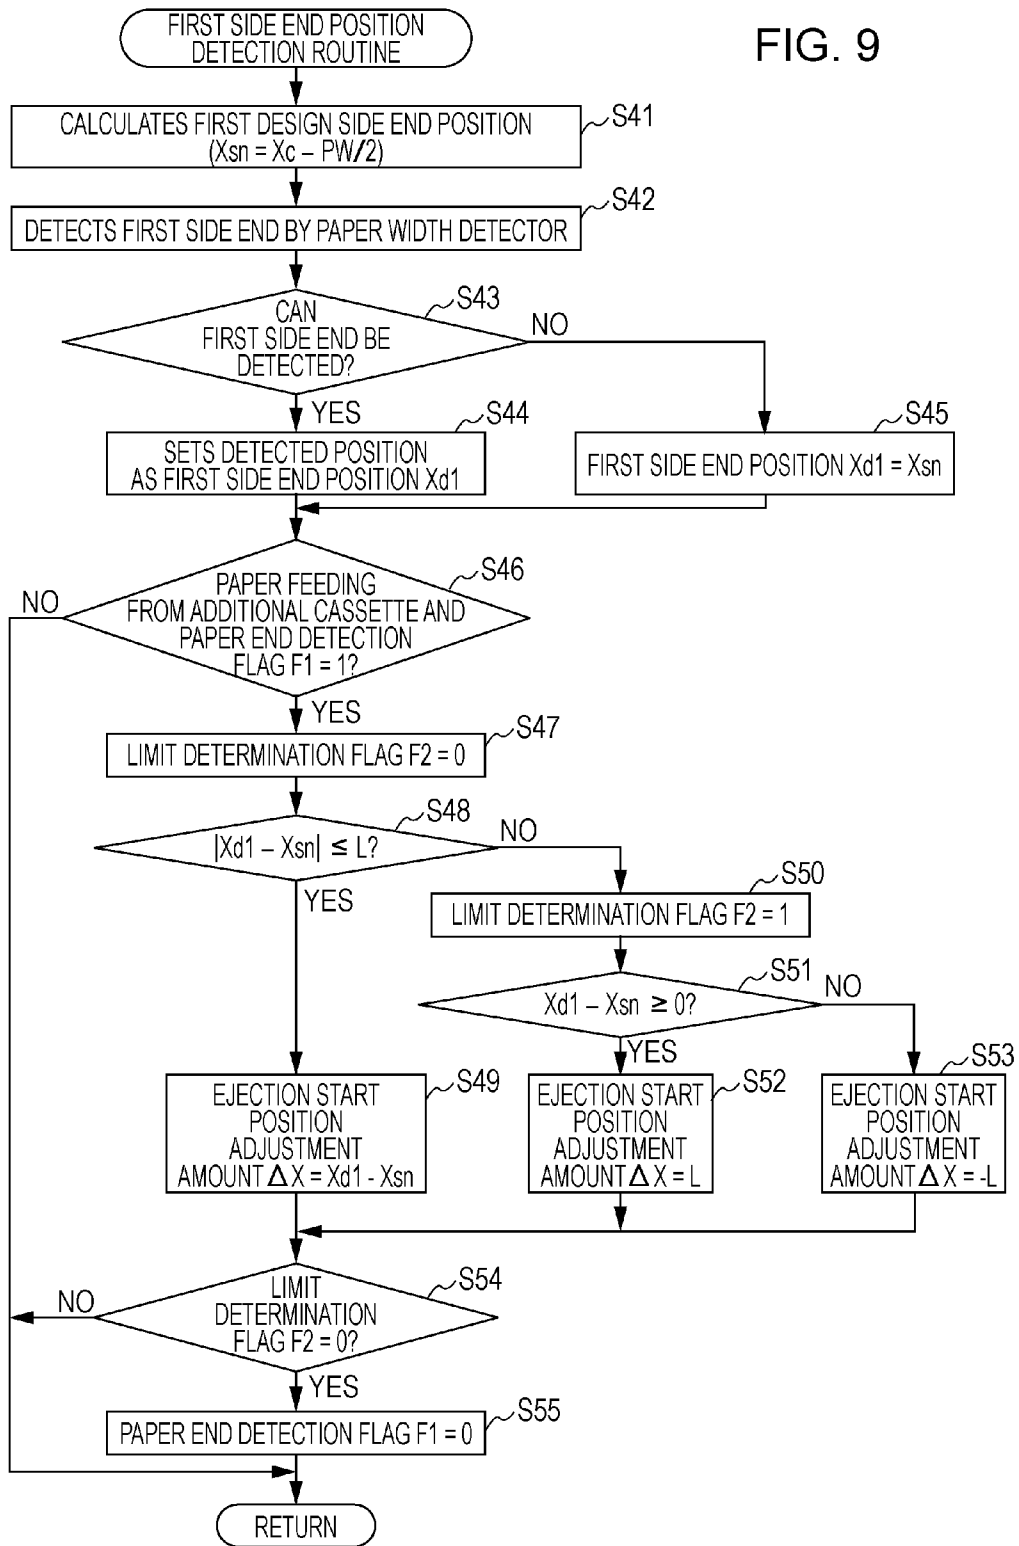 FIG. 9
FIRST SIDE END POSITION
DETECTION ROUTINE
CALCULATES FIRST DESIGN SIDE END POSITION
(Xsn = Xc – PW/2)
S41
DETECTS FIRST SIDE END BY PAPER WIDTH DETECTOR
S42
CAN
FIRST SIDE END BE
DETECTED?
S43
NO
YES
SETS DETECTED POSITION
AS FIRST SIDE END POSITION Xd1
S44
FIRST SIDE END POSITION Xd1 = Xsn
S45
PAPER FEEDING
FROM ADDITIONAL CASSETTE AND
PAPER END DETECTION
FLAG F1 = 1?
S46
NO
YES
LIMIT DETERMINATION FLAG F2 = 0
S47
|Xd1 – Xsn| ≤ L?
S48
NO
YES
LIMIT DETERMINATION FLAG F2 = 1
S50
Xd1 – Xsn ≥ 0?
S51
NO
YES
EJECTION START
POSITION
ADJUSTMENT
AMOUNT Δ X = Xd1 - Xsn
S49
EJECTION START
POSITION
ADJUSTMENT
AMOUNT Δ X = L
S52
EJECTION START
POSITION
ADJUSTMENT
AMOUNT Δ X = -L
S53
LIMIT
DETERMINATION
FLAG F2 = 0?
S54
NO
YES
PAPER END DETECTION FLAG F1 = 0
S55
RETURN